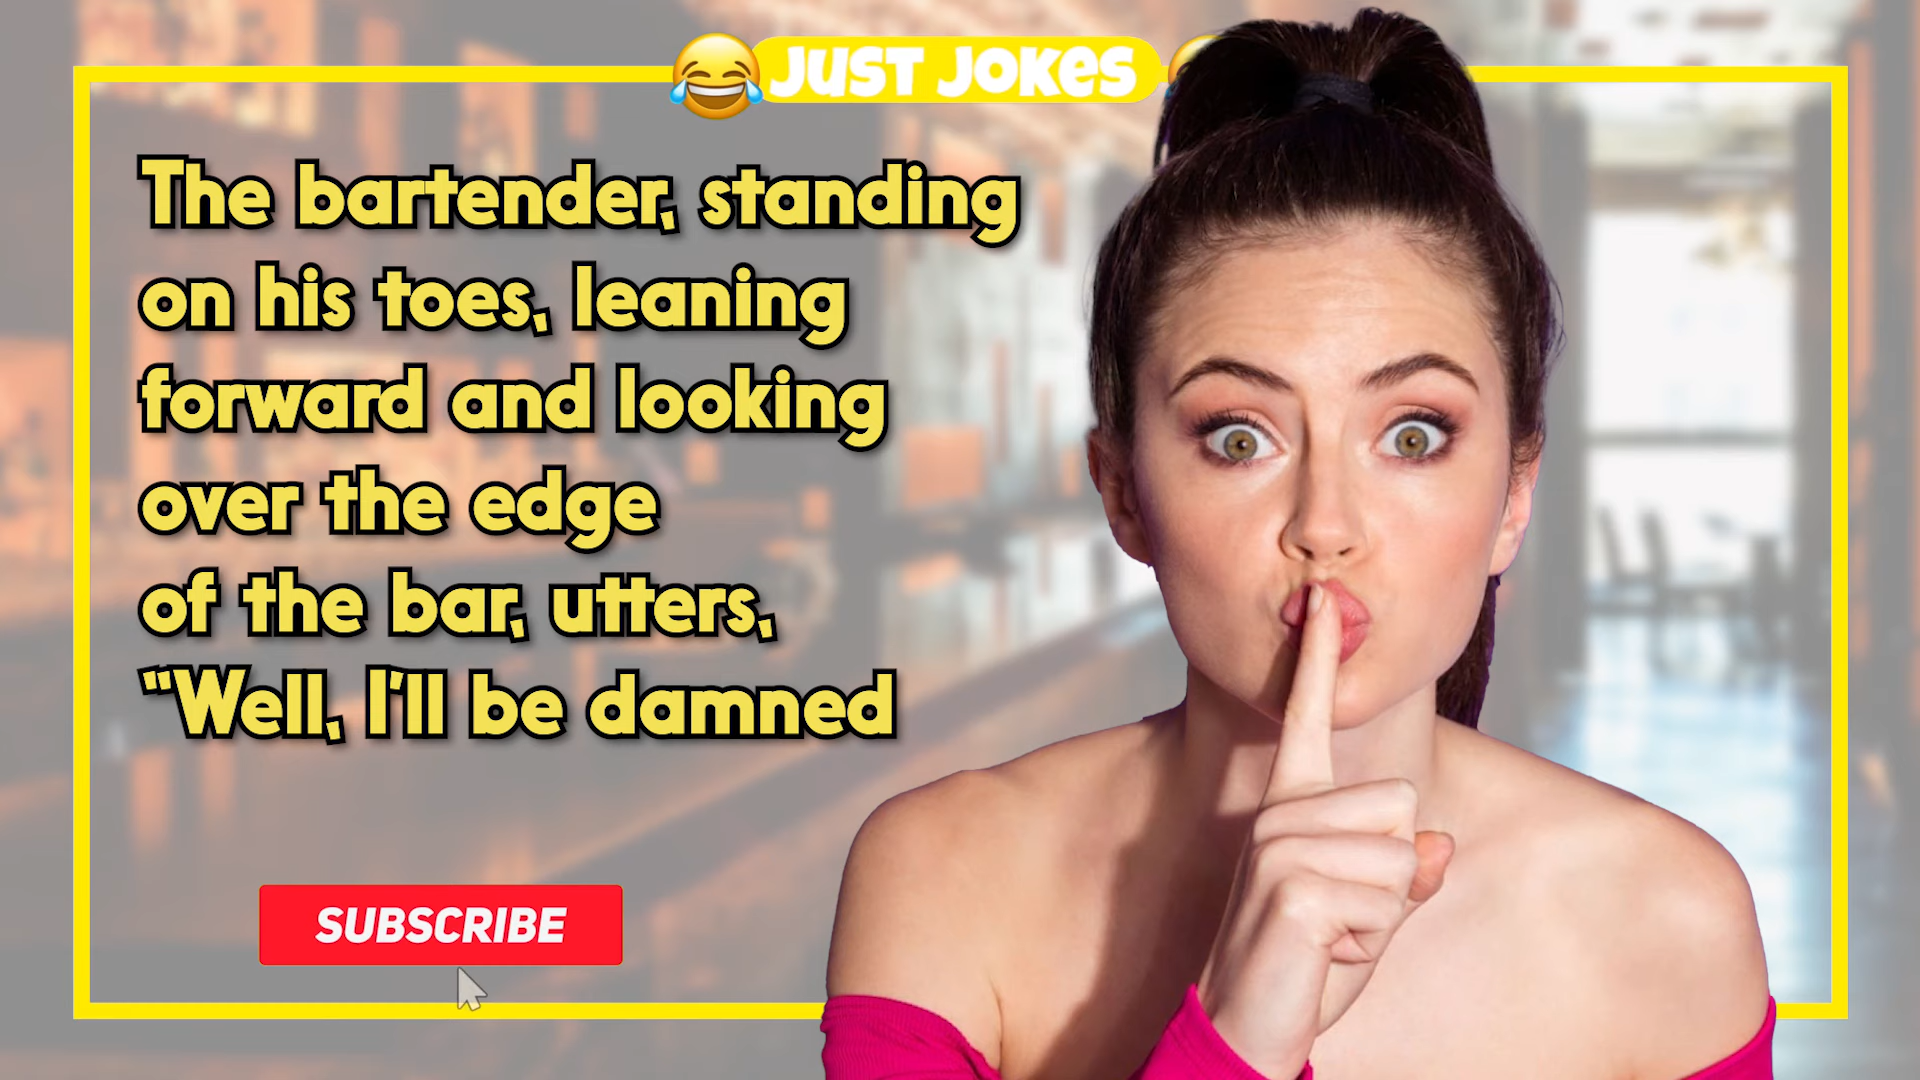 JUST JOKES
The bartender, standing
on his toes, leaning
forward and looking
over the edge
of the bar, utters,
"Well, I'll be damned
SUBSCRIBE